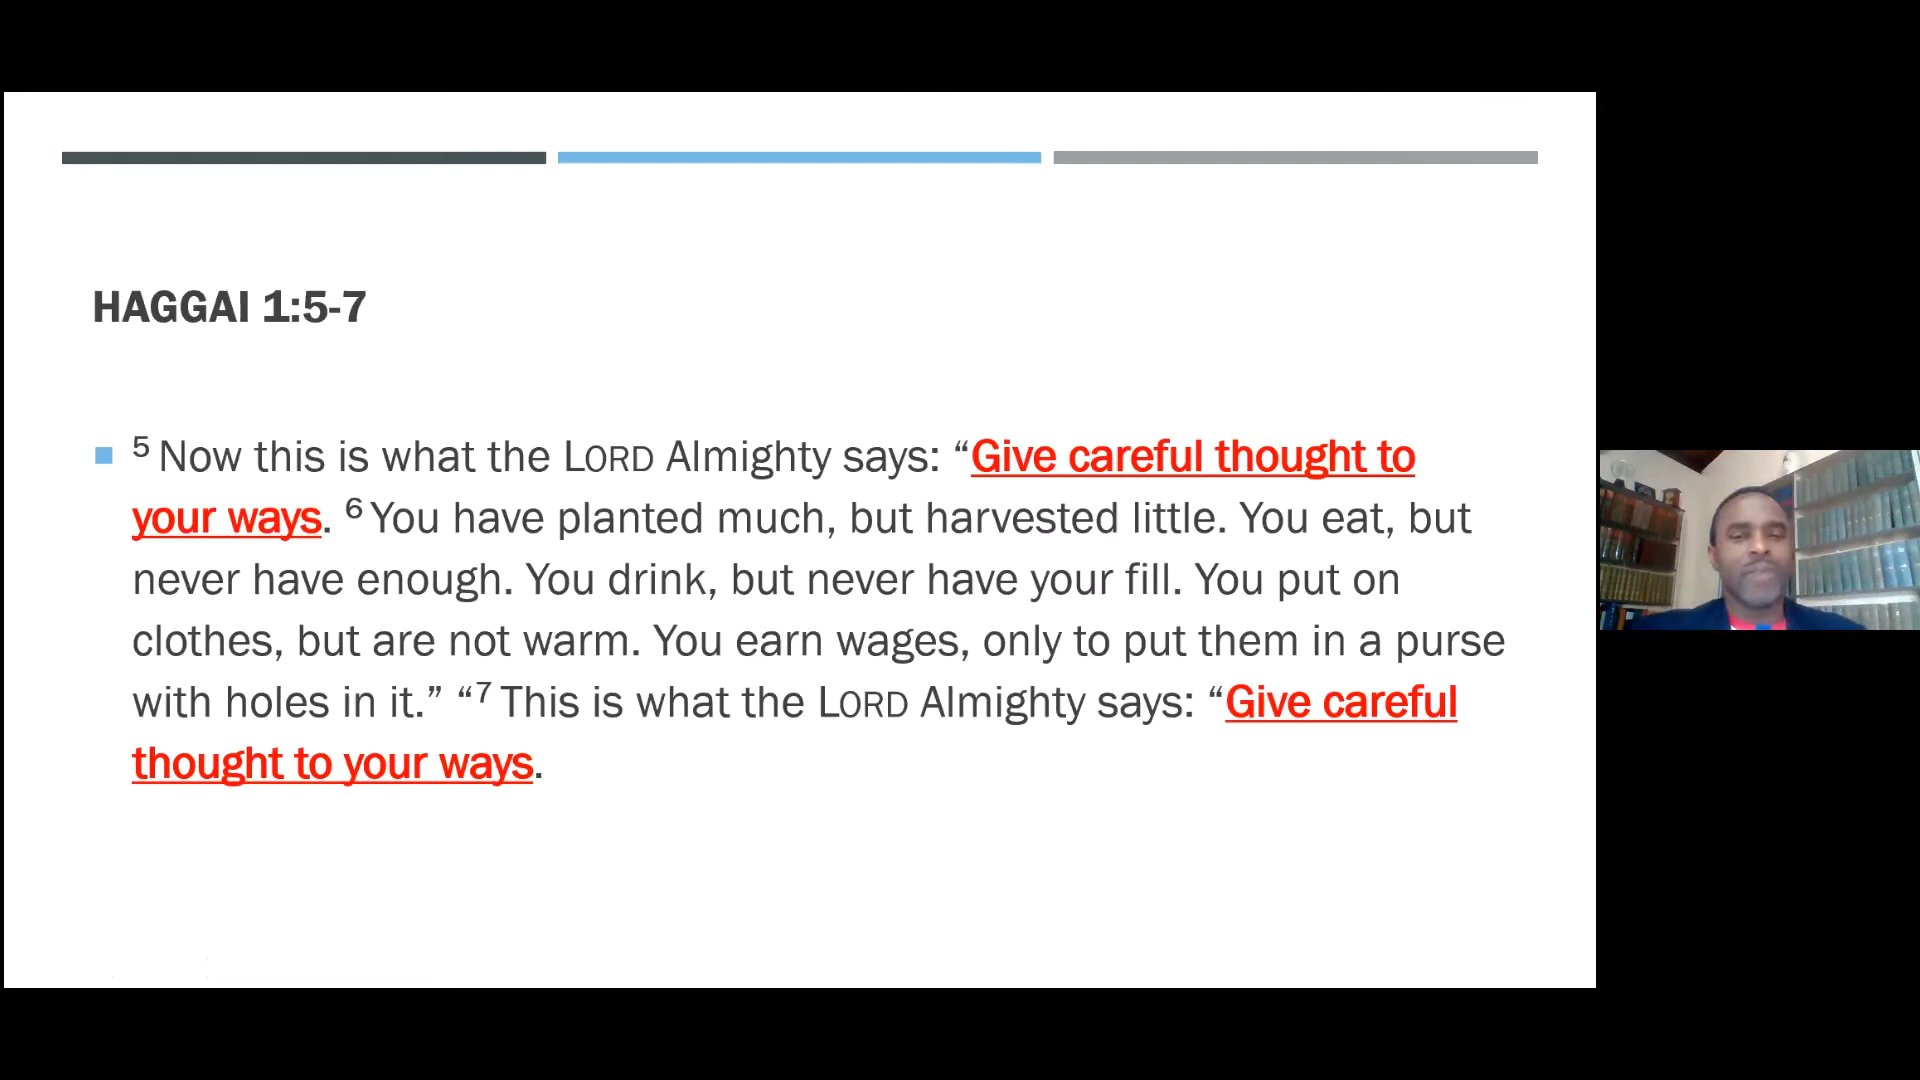 HAGGAI 1:5-7
⁵ Now this is what the LORD Almighty says: “Give careful thought to
your ways. ⁶ You have planted much, but harvested little. You eat, but
never have enough. You drink, but never have your fill. You put on
clothes, but are not warm. You earn wages, only to put them in a purse
with holes in it.” “⁷ This is what the LORD Almighty says: “Give careful
thought to your ways.